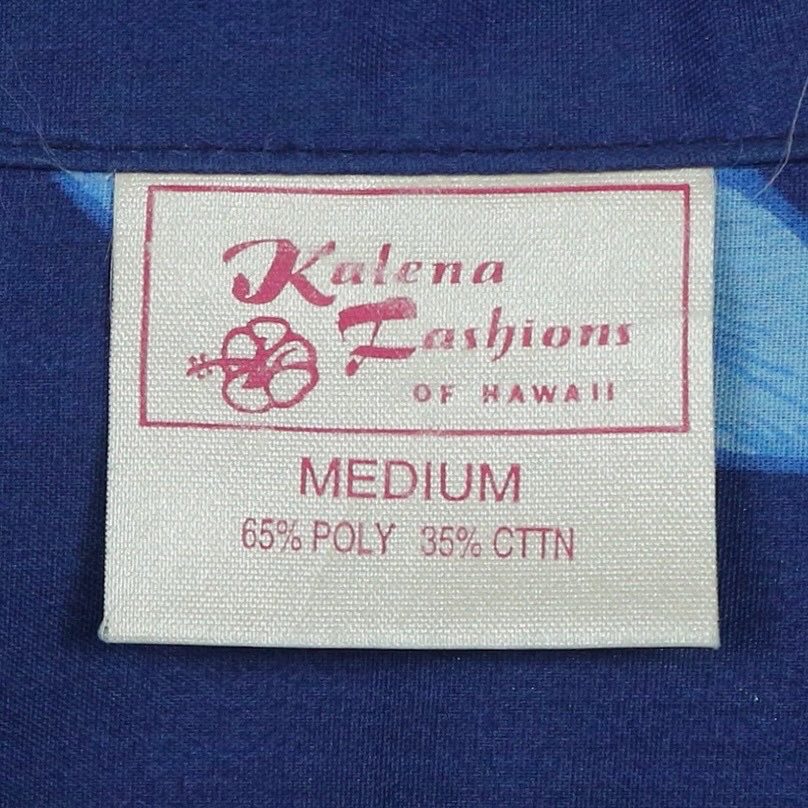 Kalena
Fashions
OF HAWAII
MEDIUM
65% POLY 35% CTTN